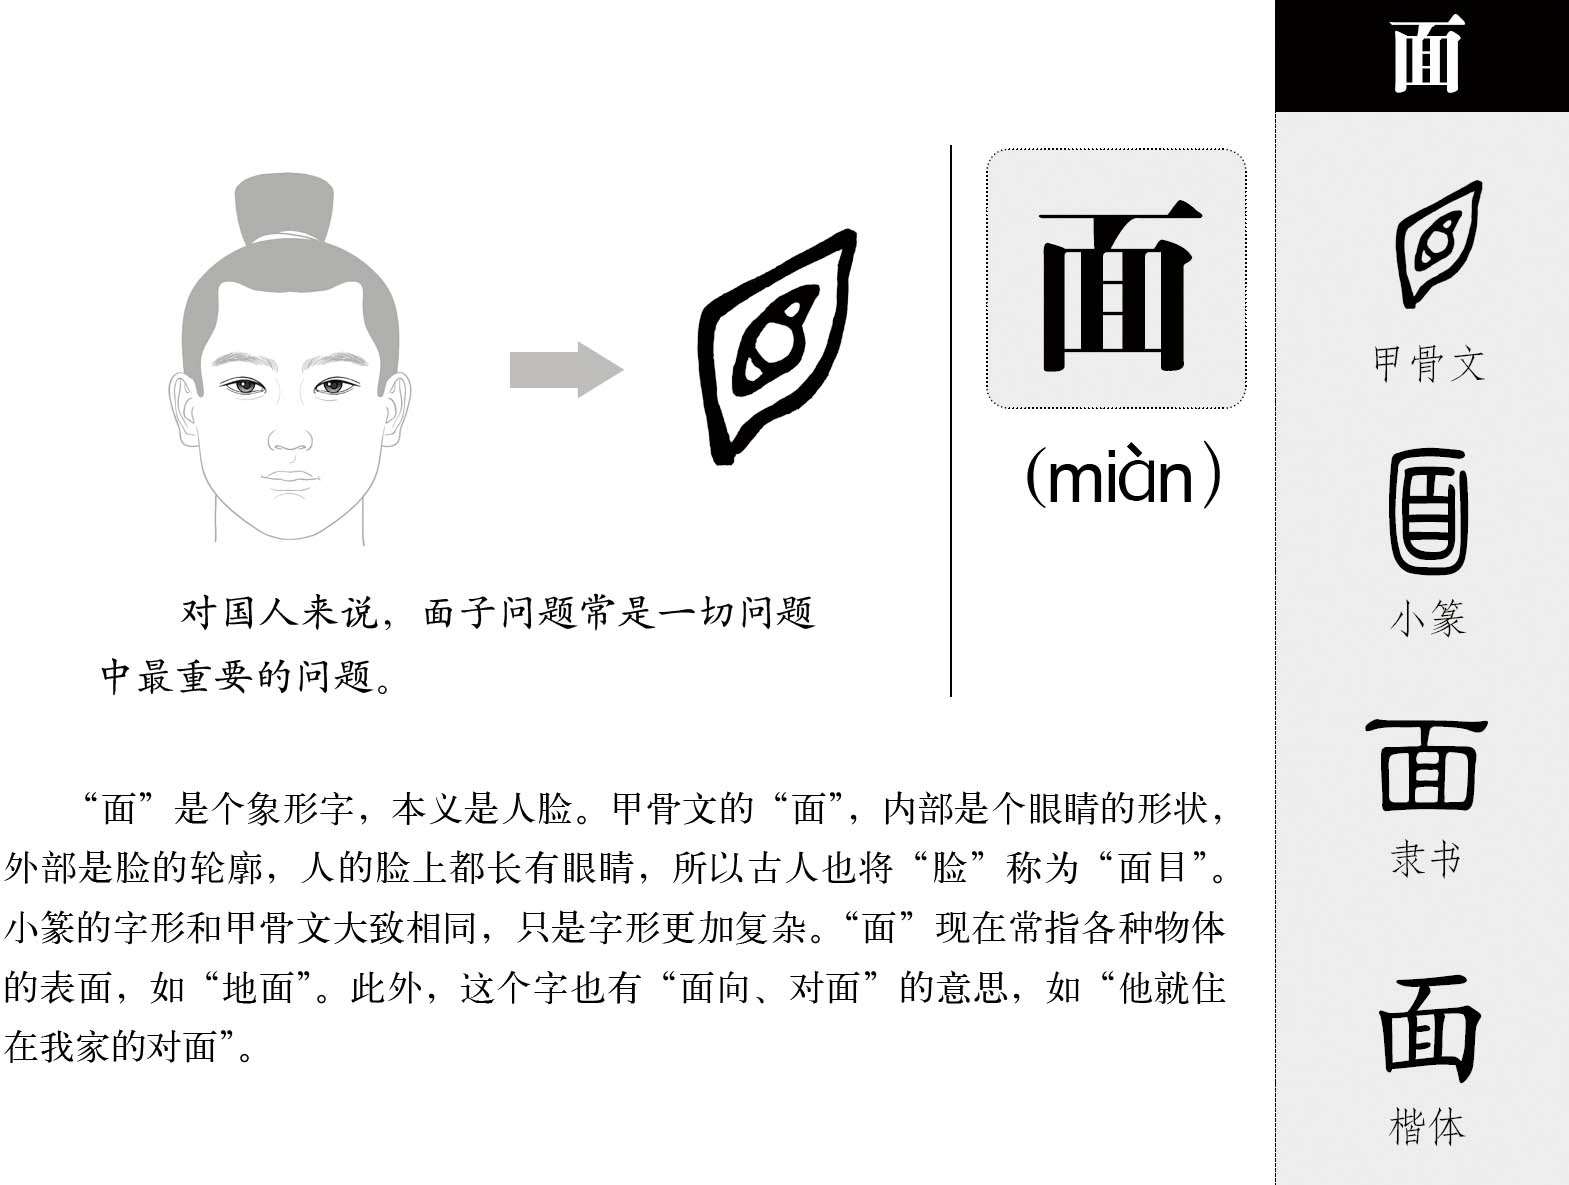 面
(miàn)
对国人来说，面子问题常是一切问题
中最重要的问题。
“面”是个象形字，本义是人脸。甲骨文的“面”，内部是个眼睛的形状，
外部是脸的轮廓，人的脸上都长有眼睛，所以古人也将“脸”称为“面目”。
小篆的字形和甲骨文大致相同，只是字形更加复杂。“面”现在常指各种物体
的表面，如“地面”。此外，这个字也有“面向、对面”的意思，如“他就住
在我家的对面”。
面
面
甲骨文
面
小篆
面
隶书
面
楷体